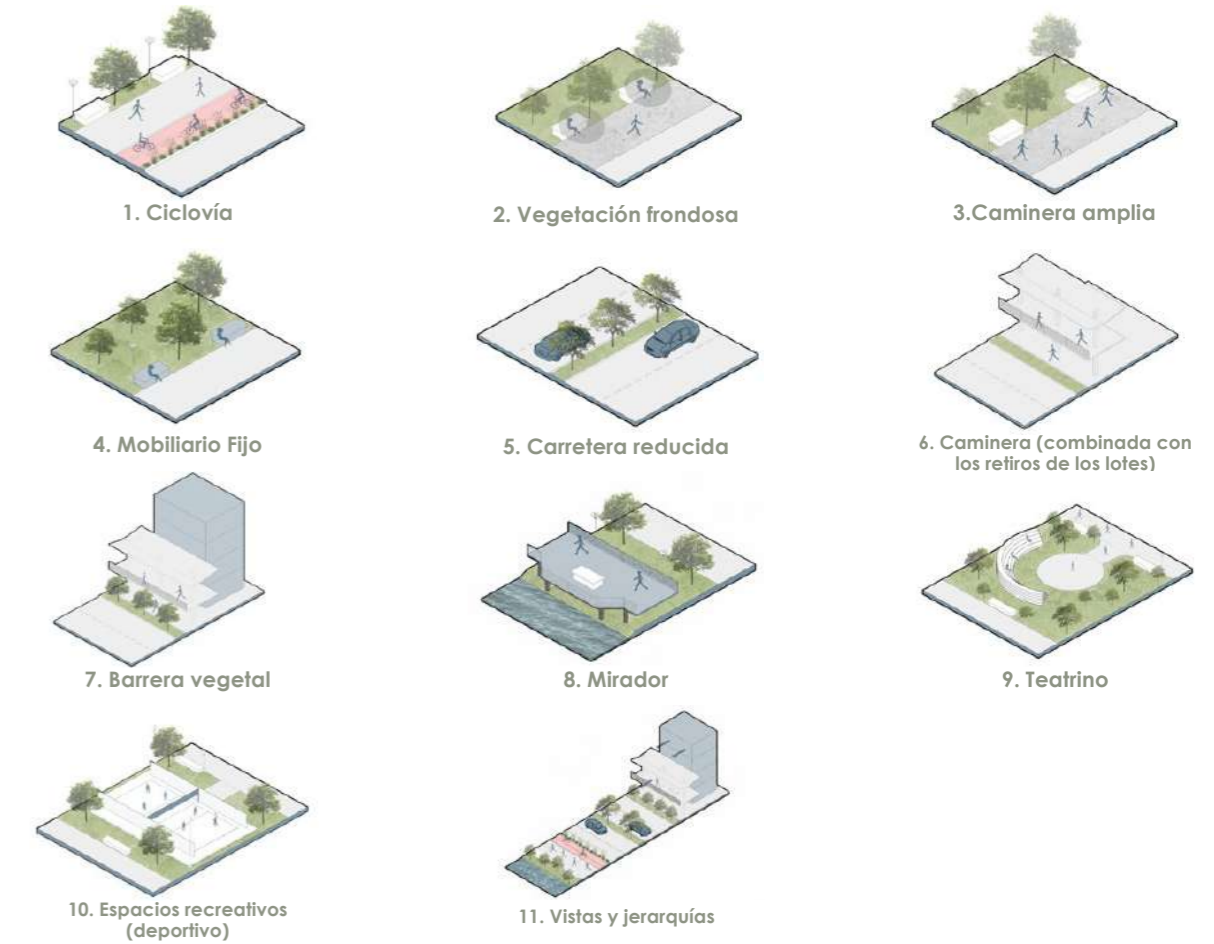 1. Ciclovía
2. Vegetación frondosa
3.Caminera amplia
4. Mobiliario Fijo
5. Carretera reducida
6. Caminera (combinada con
los retiros de los lotes)
7. Barrera vegetal
8. Mirador
9. Teatrino
10. Espacios recreativos
(deportivo)
11. Vistas y jerarquías